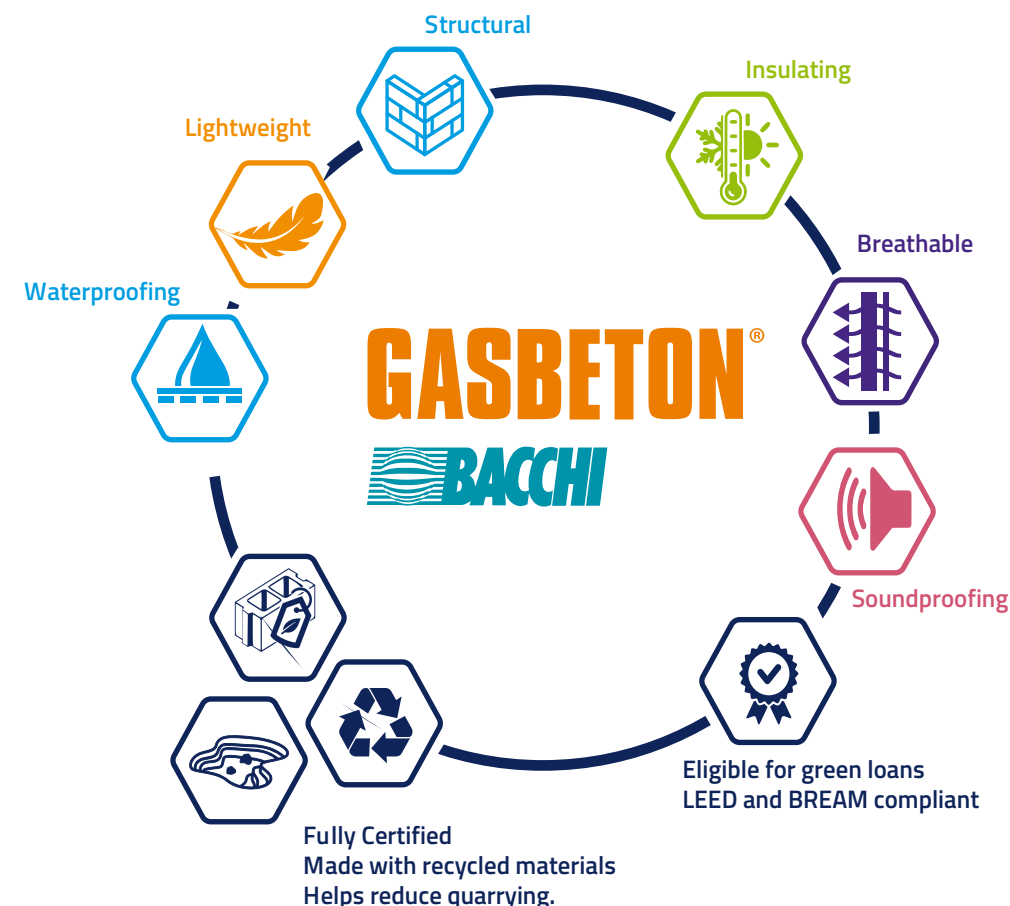 Structural
Insulating
Lightweight
Breathable
Waterproofing
GASBETON®
BACCHI
Soundproofing
Eligible for green loans
LEED and BREAM compliant
Fully Certified
Made with recycled materials
Helps reduce quarrying.